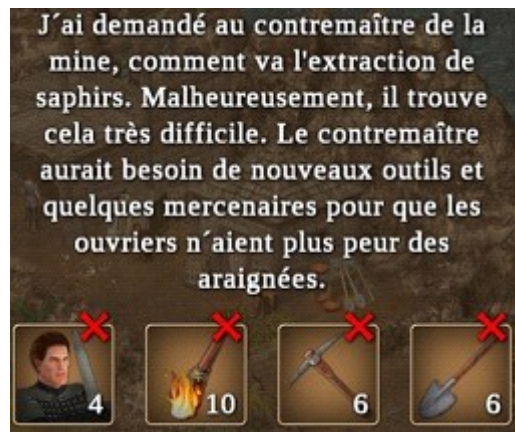 J´ai demandé au contremaître de la
mine, comment va l'extraction de
saphirs. Malheureusement, il trouve
cela très difficile. Le contremaître
aurait besoin de nouveaux outils et
quelques mercenaires pour que les
ouvriers n´aient plus peur des
araignées.
4 10 6 6